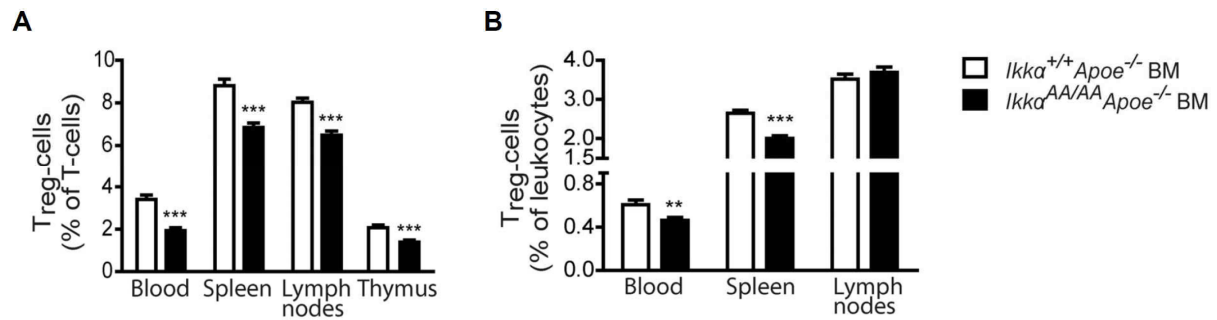 A
Treg-cells
(% of T-cells)
10
8
6
4
2
0
***
***
***
***
Blood
Spleen
Lymph
nodes
Thymus
B
Treg-cells
(% of leukocytes)
4.0
3.0
2.0
1.5
0.8
0.4
0.0
**
***
Blood
Spleen
Lymph
nodes
Ikkα+/+Apoe-/- BM
IkkαAA/AAApoe-/- BM